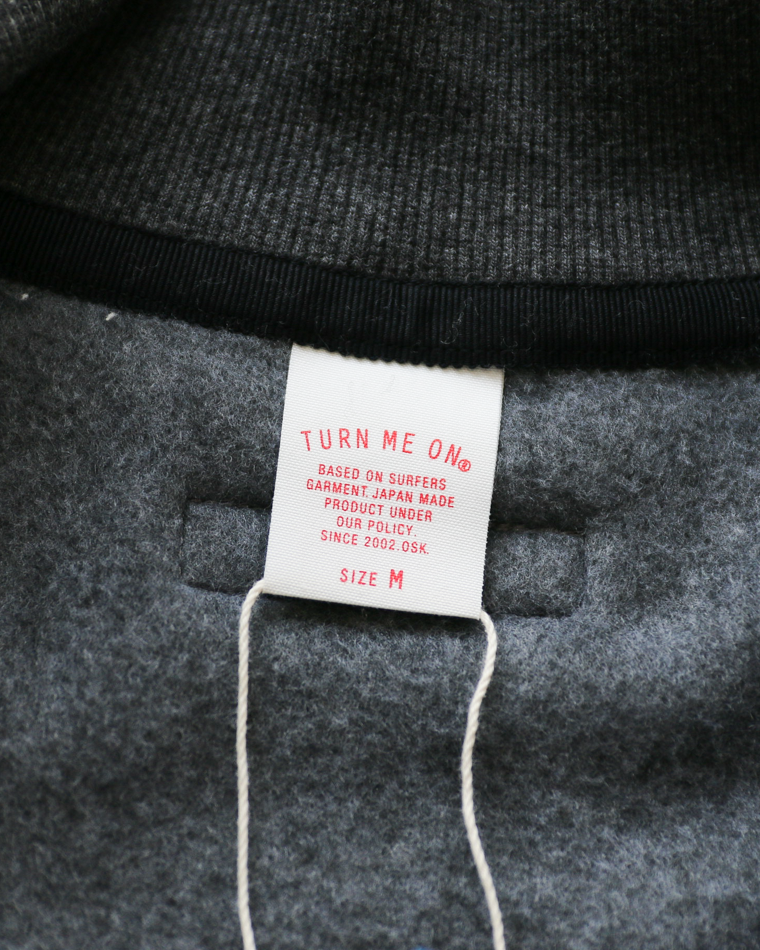 TURN ME ON®
BASED ON SURFERS
GARMENT. JAPAN MADE
PRODUCT UNDER
OUR POLICY.
SINCE 2002.OSK.
SIZE M